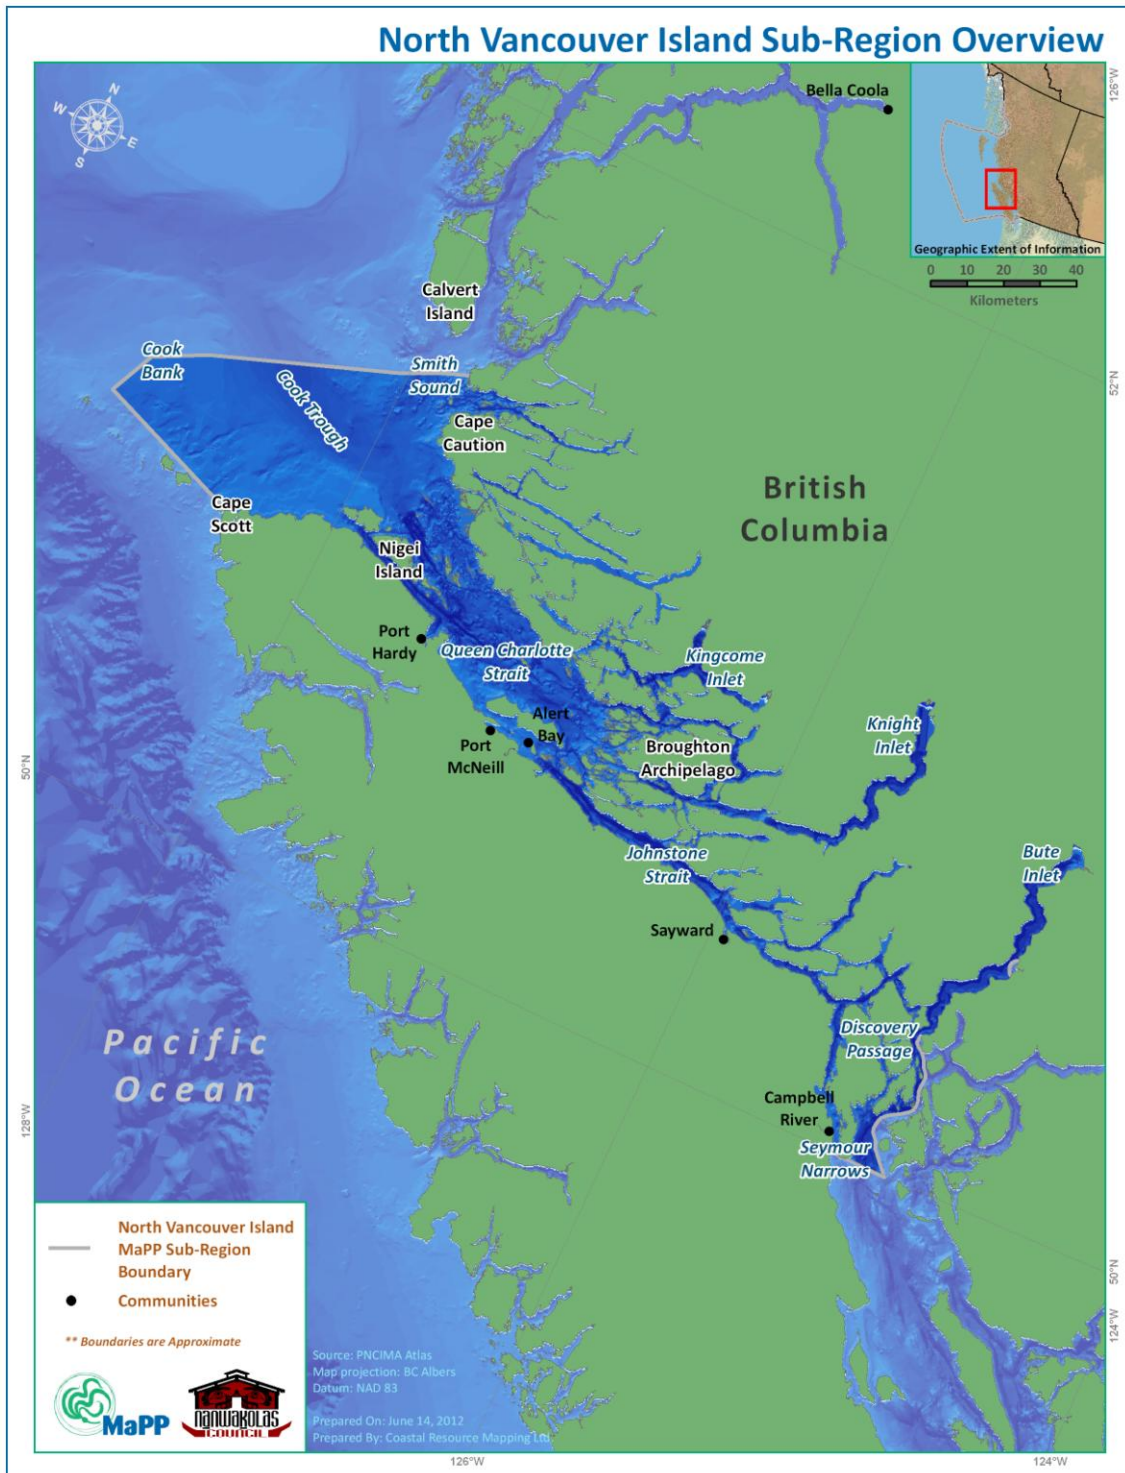 North Vancouver Island Sub-Region Overview
N
W
E
S
Bella Coola
126°W
Geographic Extent of Information
0 10 20 30 40
Kilometers
Calvert
Island
Cook
Bank
Smith
Sound
Cook Trough
52°N
Cape
Caution
British
Columbia
Cape
Scott
Nigei
Island
Port
Hardy
Queen Charlotte
Strait
Kingcome
Inlet
Alert
Bay
Port
McNeill
Broughton
Archipelago
Knight
Inlet
50°N
Johnstone
Strait
Bute
Inlet
Sayward
Pacific
Ocean
Discovery
Passage
128°W
Campbell
River
Seymour
Narrows
North Vancouver Island
MaPP Sub-Region
Boundary
Communities
** Boundaries are Approximate
MaPP
NANWAKOLAS
COUNCIL
Source: PNCIMA Atlas
Map projection: BC Albers
Datum: NAD 83
Prepared On: June 14, 2012
Prepared By: Coastal Resource Mapping Ltd
50°N
124°W
126°W
124°W